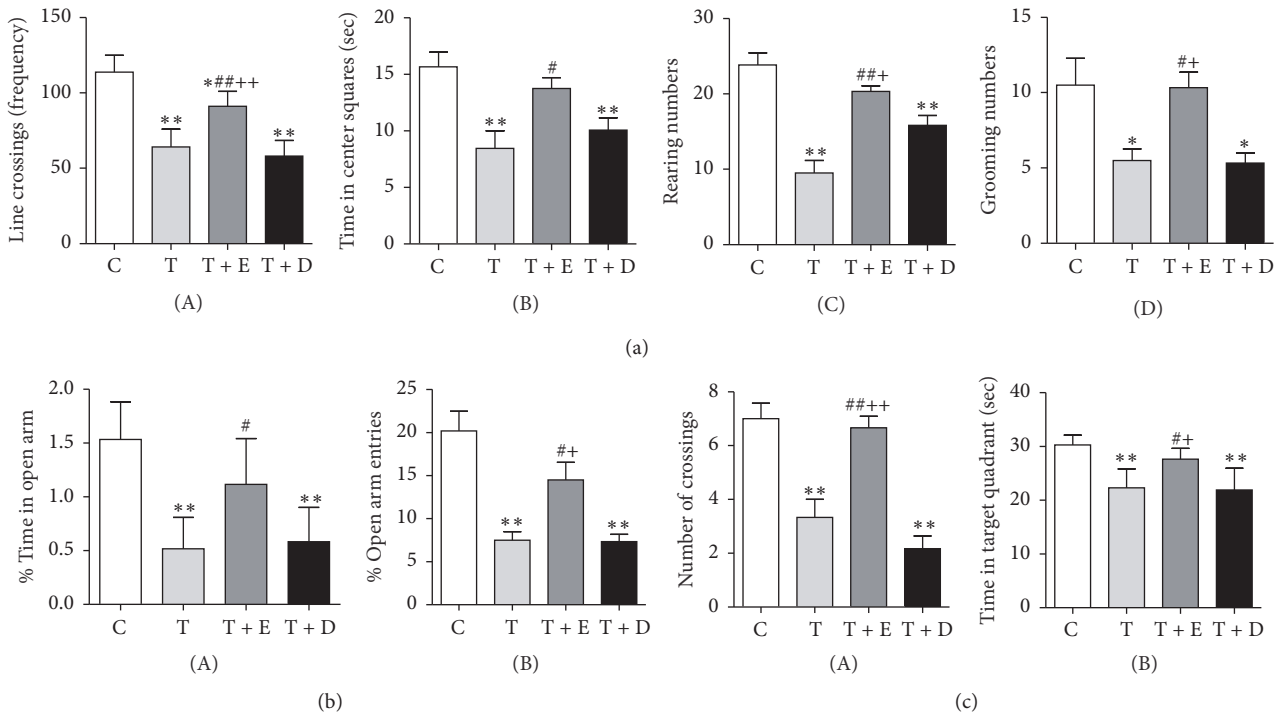 Line crossings (frequency)
150
100
50
0
**
*##++
**
C T T + E T + D
(A)
Time in center squares (sec)
20
15
10
5
0
**
#
**
C T T + E T + D
(B)
Rearing numbers
30
20
10
0
**
##+
**
C T T + E T + D
(C)
Grooming numbers
15
10
5
0
*
#+
*
C T T + E T + D
(D)
(a)
% Time in open arm
2.0
1.5
1.0
0.5
0.0
**
#
**
C T T + E T + D
(A)
% Open arm entries
25
20
15
10
5
0
**
#+
**
C T T + E T + D
(B)
(b)
Number of crossings
8
6
4
2
0
**
##++
**
C T T + E T + D
(A)
Time in target quadrant (sec)
40
30
20
10
0
**
#+
**
C T T + E T + D
(B)
(c)